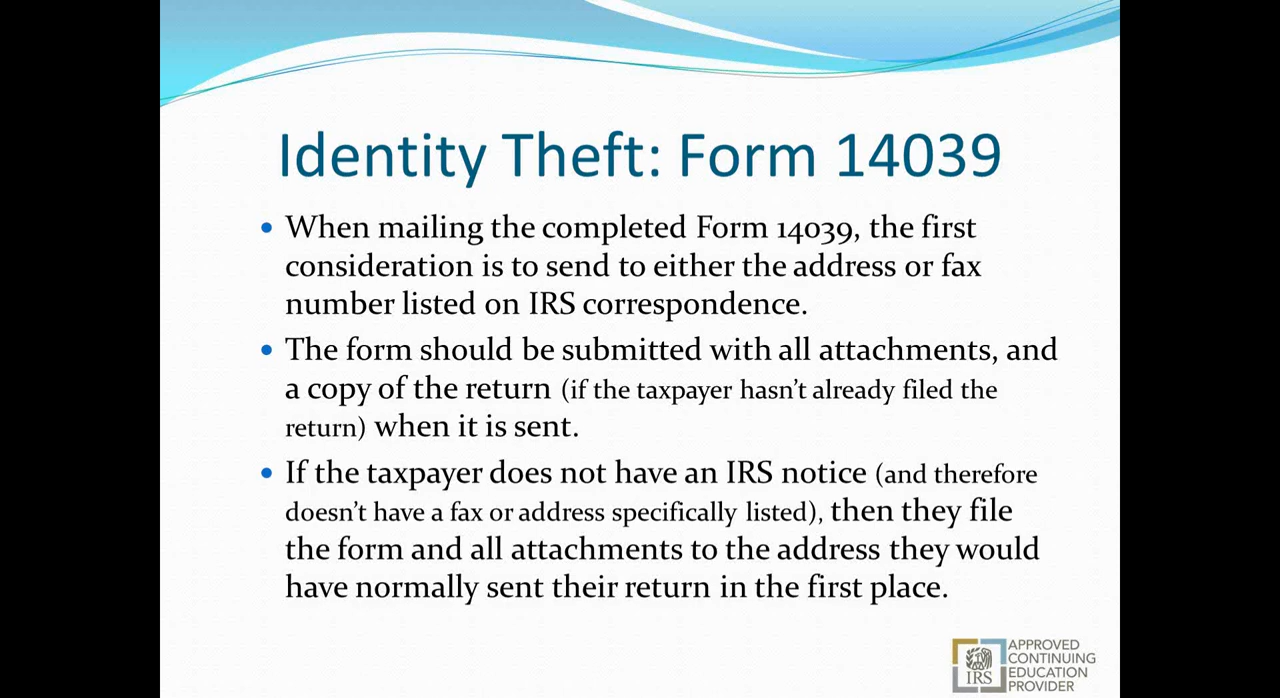 Identity Theft: Form 14039
• When mailing the completed Form 14039, the first
consideration is to send to either the address or fax
number listed on IRS correspondence.
• The form should be submitted with all attachments, and
a copy of the return (if the taxpayer hasn't already filed the
return) when it is sent.
• If the taxpayer does not have an IRS notice (and therefore
doesn't have a fax or address specifically listed), then they file
the form and all attachments to the address they would
have normally sent their return in the first place.
IRS
APPROVED
CONTINUING
EDUCATION
PROVIDER